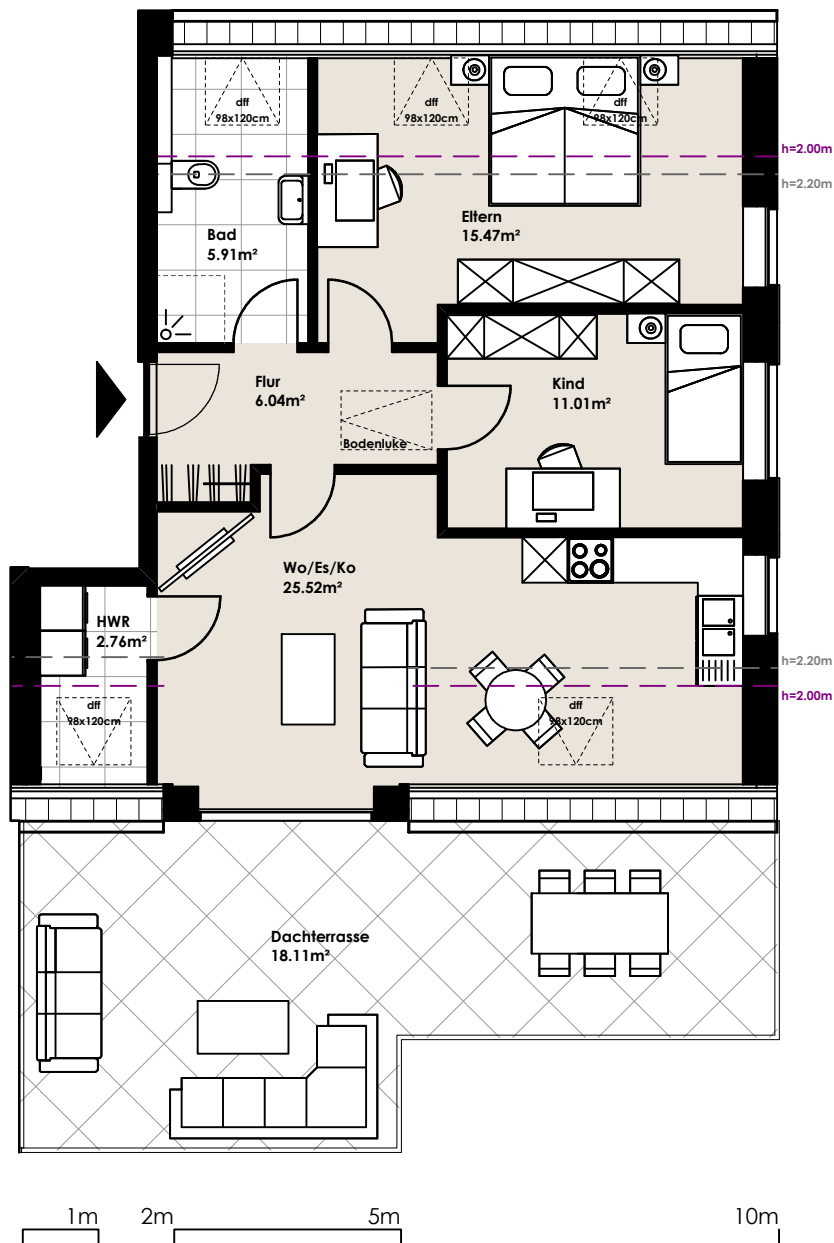 dff
98x120cm
dff
98x120cm
dff
98x120cm
h=2.00m
h=2.20m
Bad
5.91m²
Eltern
15.47m²
Flur
6.04m²
Kind
11.01m²
Bodenluke
Wo/Es/Ko
25.52m²
HWR
2.76m²
h=2.20m
h=2.00m
dff
98x120cm
dff
98x120cm
Dachterrasse
18.11m²
1m 2m 5m 10m